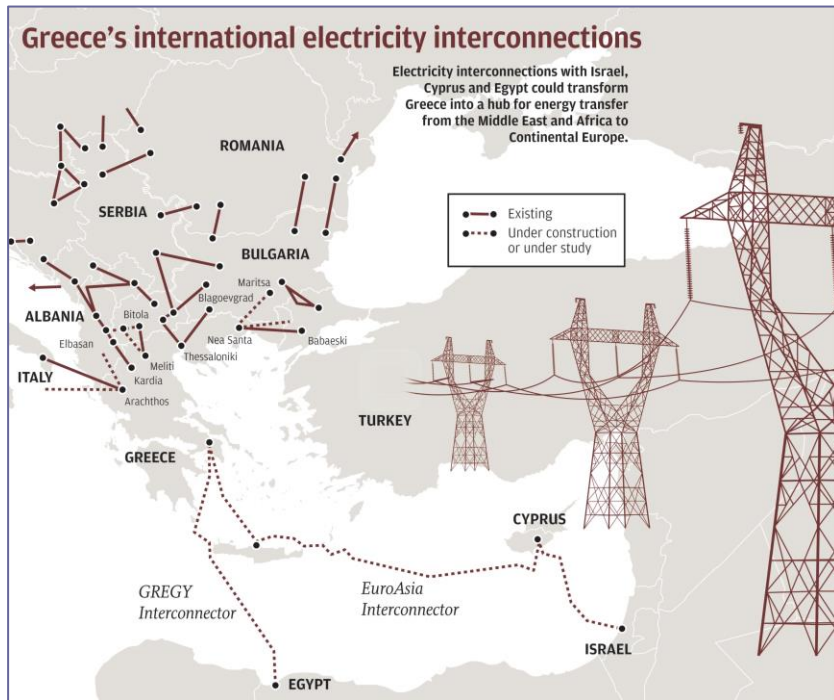 Greece's international electricity interconnections
Electricity interconnections with Israel,
Cyprus and Egypt could transform
Greece into a hub for energy transfer
from the Middle East and Africa to
Continental Europe.
ROMANIA
SERBIA
Existing
Under construction
or under study
BULGARIA
Maritsa
Blagoevgrad
ALBANIA
Bitola
Elbasan
Nea Santa
Babaeski
Thessaloniki
Meliti
ITALY
Kardia
Arachthos
TURKEY
GREECE
CYPRUS
GREGY
Interconnector
EuroAsia
Interconnector
ISRAEL
EGYPT